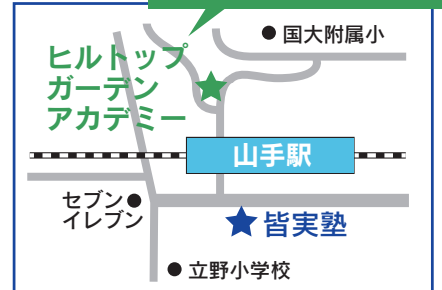 国大附属小
ヒルトップ
ガーデン
アカデミー
山手駅
セブン
イレブン
皆実塾
立野小学校